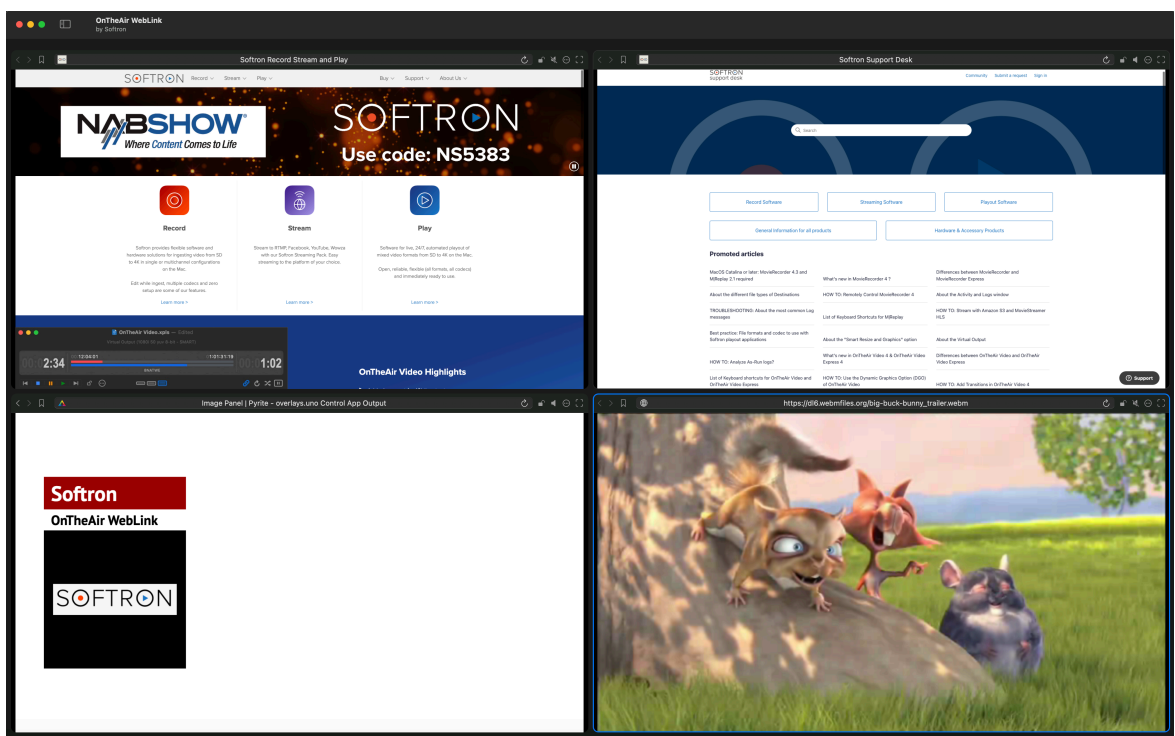 OnTheAir WebLink
by Softron
Softron Record Stream and Play
SOFTRON Record Stream Play Buy Support About Us
NABSHOW®
Where Content Comes to Life
SOFTRON
Use code: NS5383
Record
Softron provides flexible software and
hardware solutions for ingesting video from SD
to 4K in single or multichannel configurations
on the Mac.
Edit while ingest, multiple codecs and zero
setup are some of our features.
Learn more >
Stream
Stream to RTMP, Facebook, YouTube, Wowza
with our Softron Streaming Pack. Easy
streaming to the platform of your choice.
Learn more >
Play
Software for live, 24/7, automated playout of
mixed video formats from SD to 4K on the Mac.
Open, reliable, flexible (all formats, all codecs)
and immediately ready to use.
Learn more >
OnTheAir Video.xpls — Edited
2:34
1:02
OnTheAir Video Highlights
Softron Support Desk
SOFTRON
support desk
Community Submit a request Sign in
Search
Record Software
Streaming Software
Playout Software
General Information for all products
Hardware & Accessory Products
Promoted articles
MacOS Catalina or later: MovieRecorder 4.3 and
M|Replay 2.1 required
What's new in MovieRecorder 4 ?
Differences between MovieRecorder and
MovieRecorder Express
About the different file types of Destinations
HOW TO: Remotely Control MovieRecorder 4
About the Activity and Logs window
TROUBLESHOOTING: About the most common Log
messages
List of Keyboard Shortcuts for M|Replay
HOW TO: Stream with Amazon S3 and MovieStreamer
HLS
Best practice: File formats and codec to use with
Softron playout applications
About the "Smart Resize and Graphics" option
About the Virtual Output
HOW TO: Analyze As-Run logs?
What's new in OnTheAir Video 4 & OnTheAir Video
Express 4
Differences between OnTheAir Video and OnTheAir
Video Express
List of Keyboard shortcuts for OnTheAir Video and
OnTheAir Video Express
HOW TO: Use the Dynamic Graphics Option (DGO)
of OnTheAir Video
HOW TO: Add Transitions in OnTheAir Video 4
Support
Image Panel | Pyrite - overlays.uno Control App Output
Softron
OnTheAir WebLink
SOFTRON
https://dl6.webmfiles.org/big-buck-bunny_trailer.webm